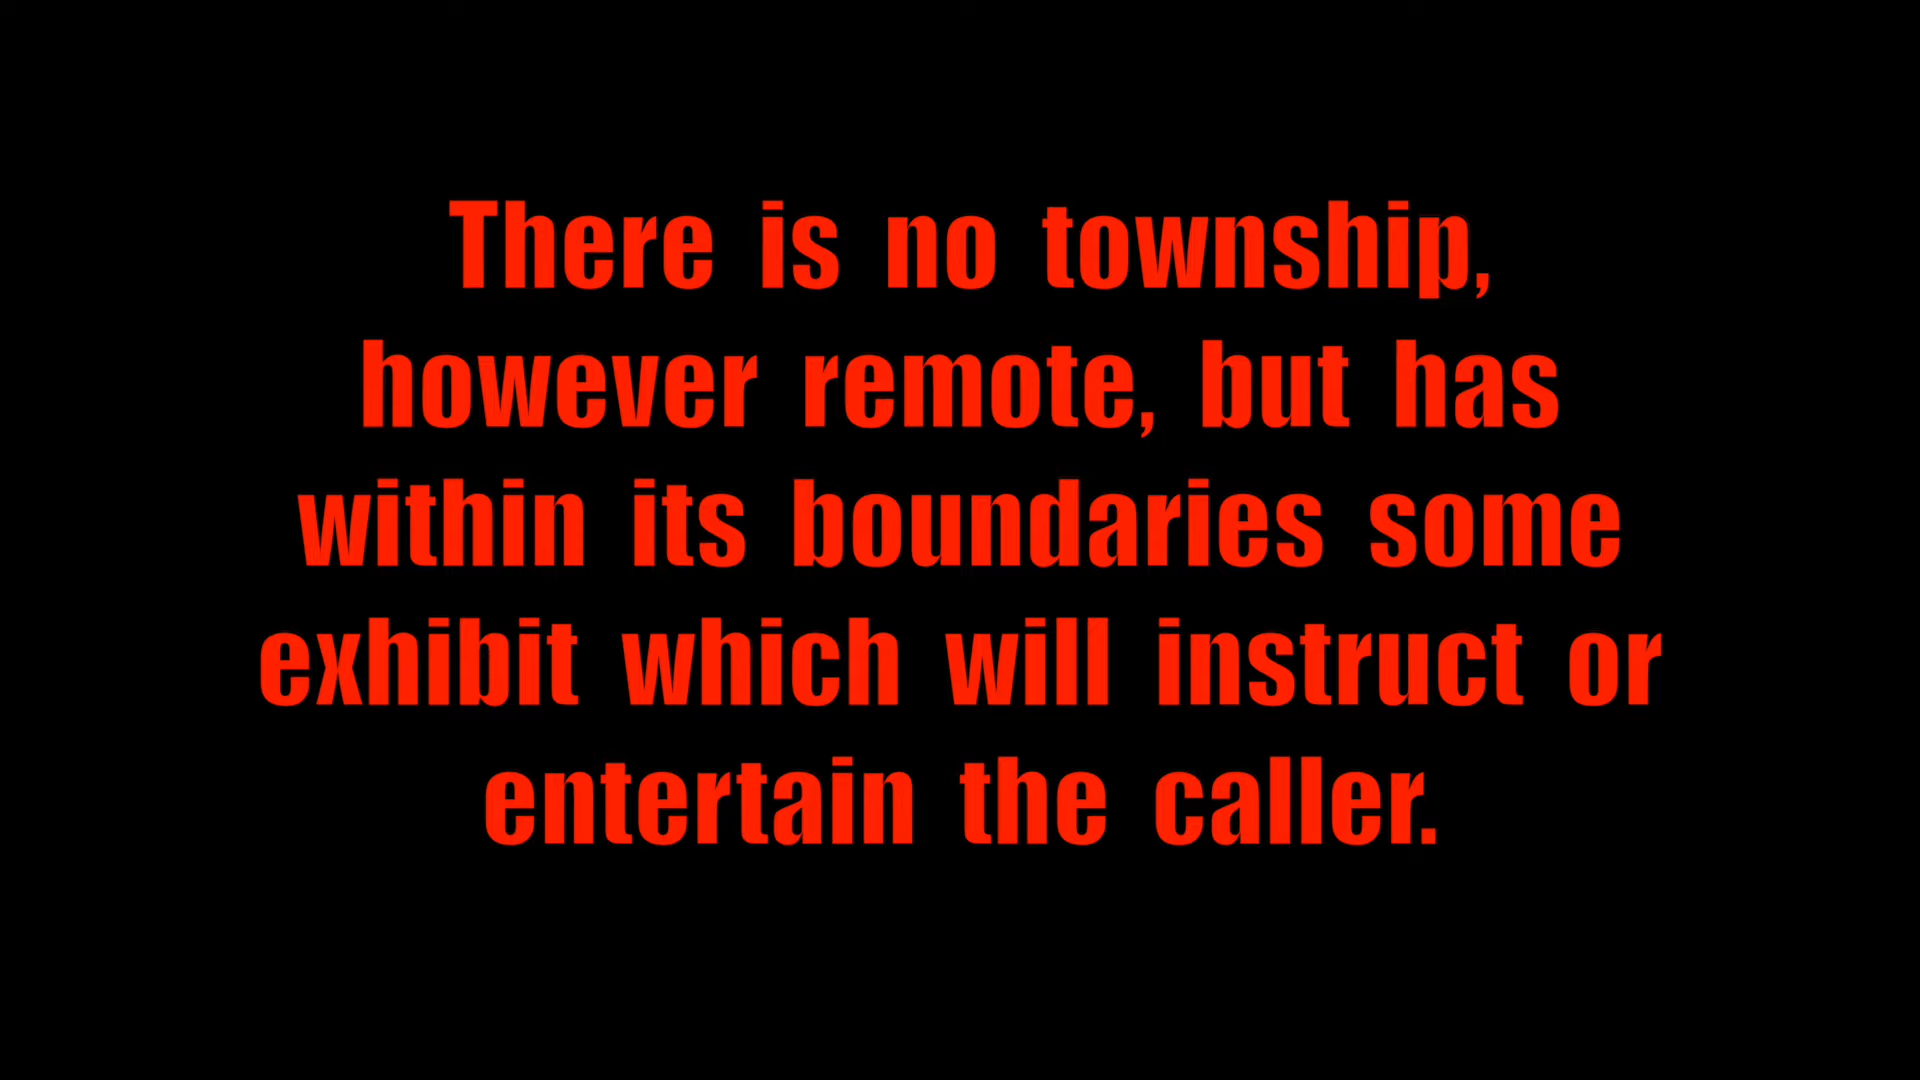 There is no township,
however remote, but has
within its boundaries some
exhibit which will instruct or
entertain the caller.